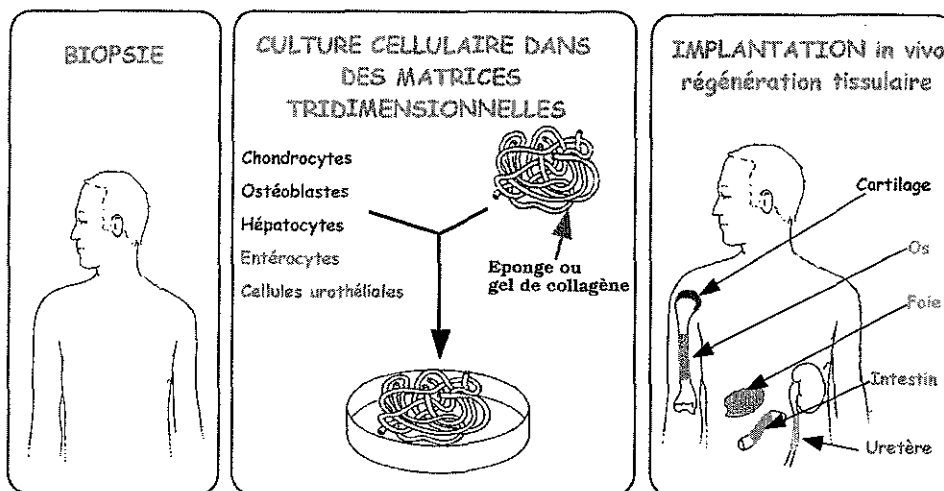 BIOPSIE
CULTURE CELLULAIRE DANS
DES MATRICES
TRIDIMENSIONNELLES
Chondrocytes
Ostéoblastes
Hépatocytes
Entérocytes
Cellules urothéliales
Eponge ou
gel de collagène
IMPLANTATION in vivo
régénération tissulaire
Cartilage
Os
Foie
Intestin
Uretère